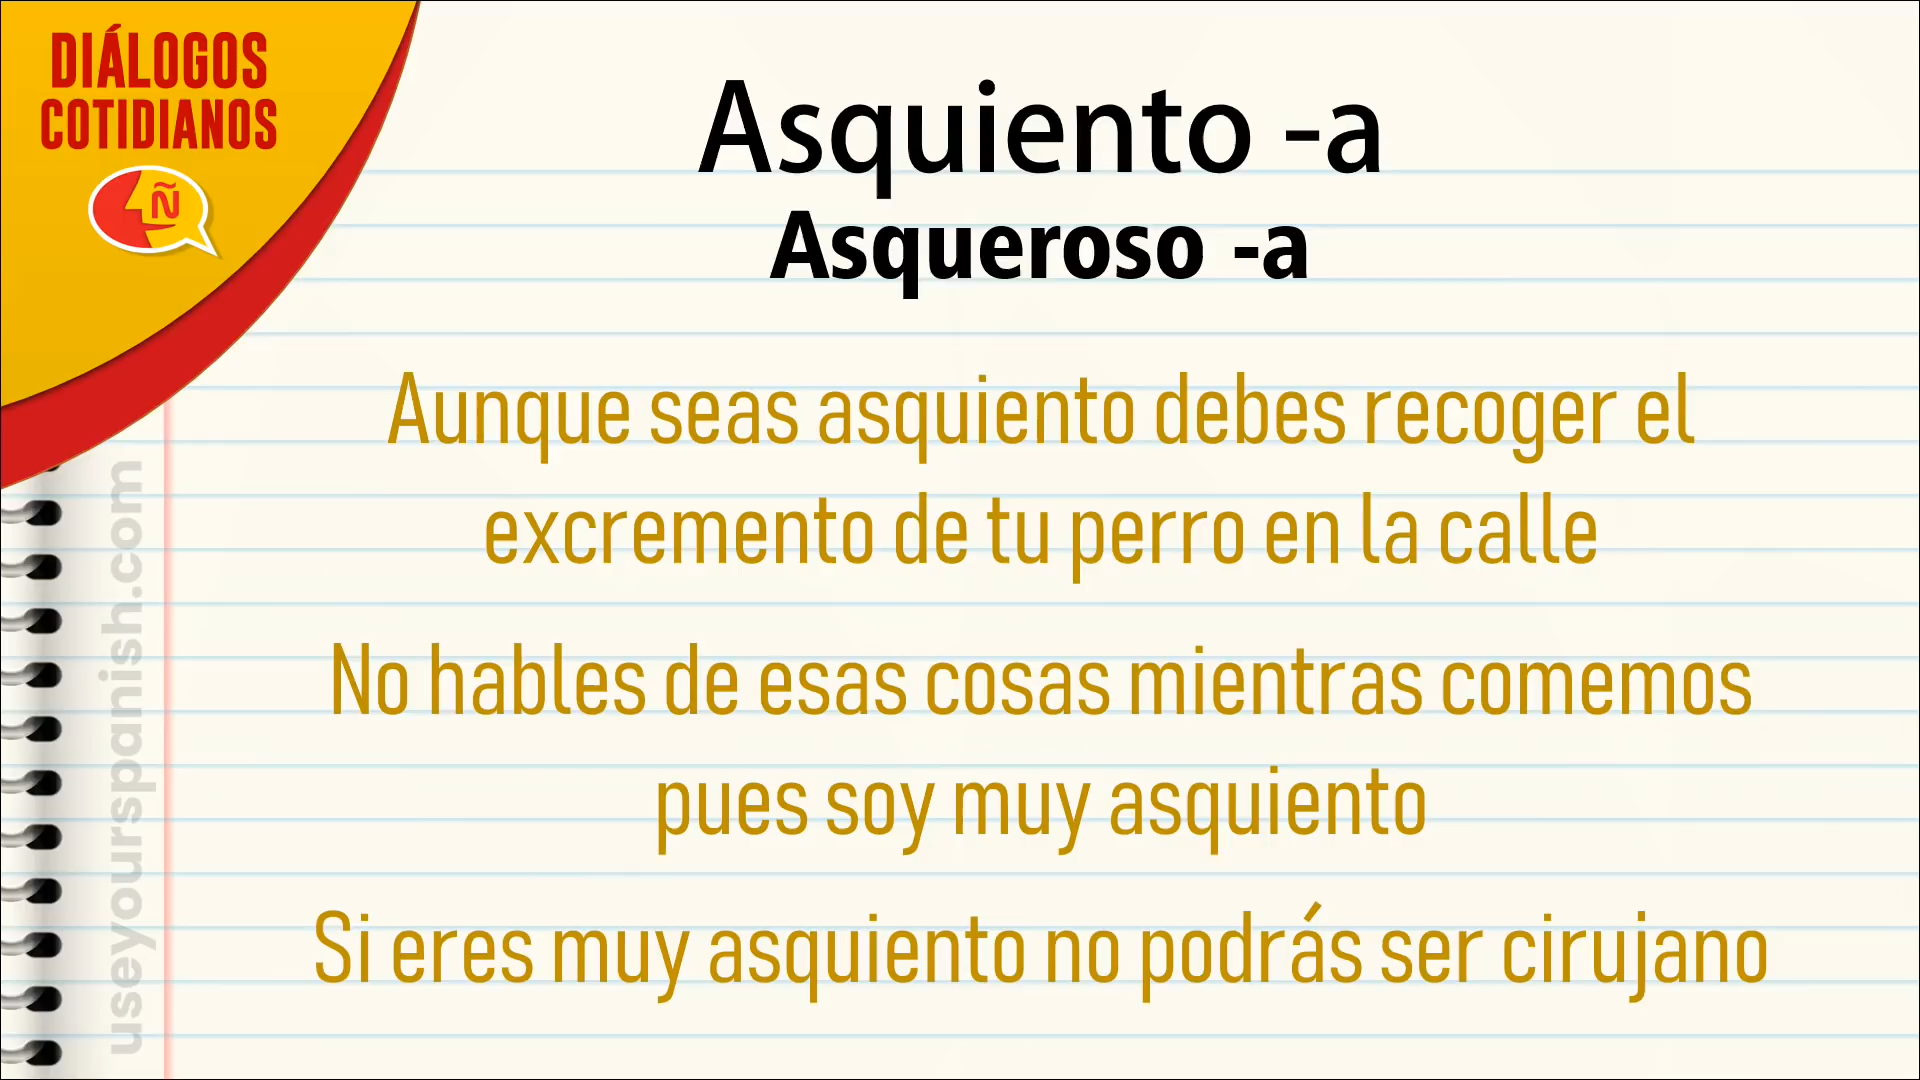 DIÁLOGOS
COTIDIANOS
Ñ
Asquiento -a
Asqueroso -a
Aunque seas asquiento debes recoger el
excremento de tu perro en la calle
No hables de esas cosas mientras comemos
pues soy muy asquiento
Si eres muy asquiento no podrás ser cirujano
useyourspanish.com